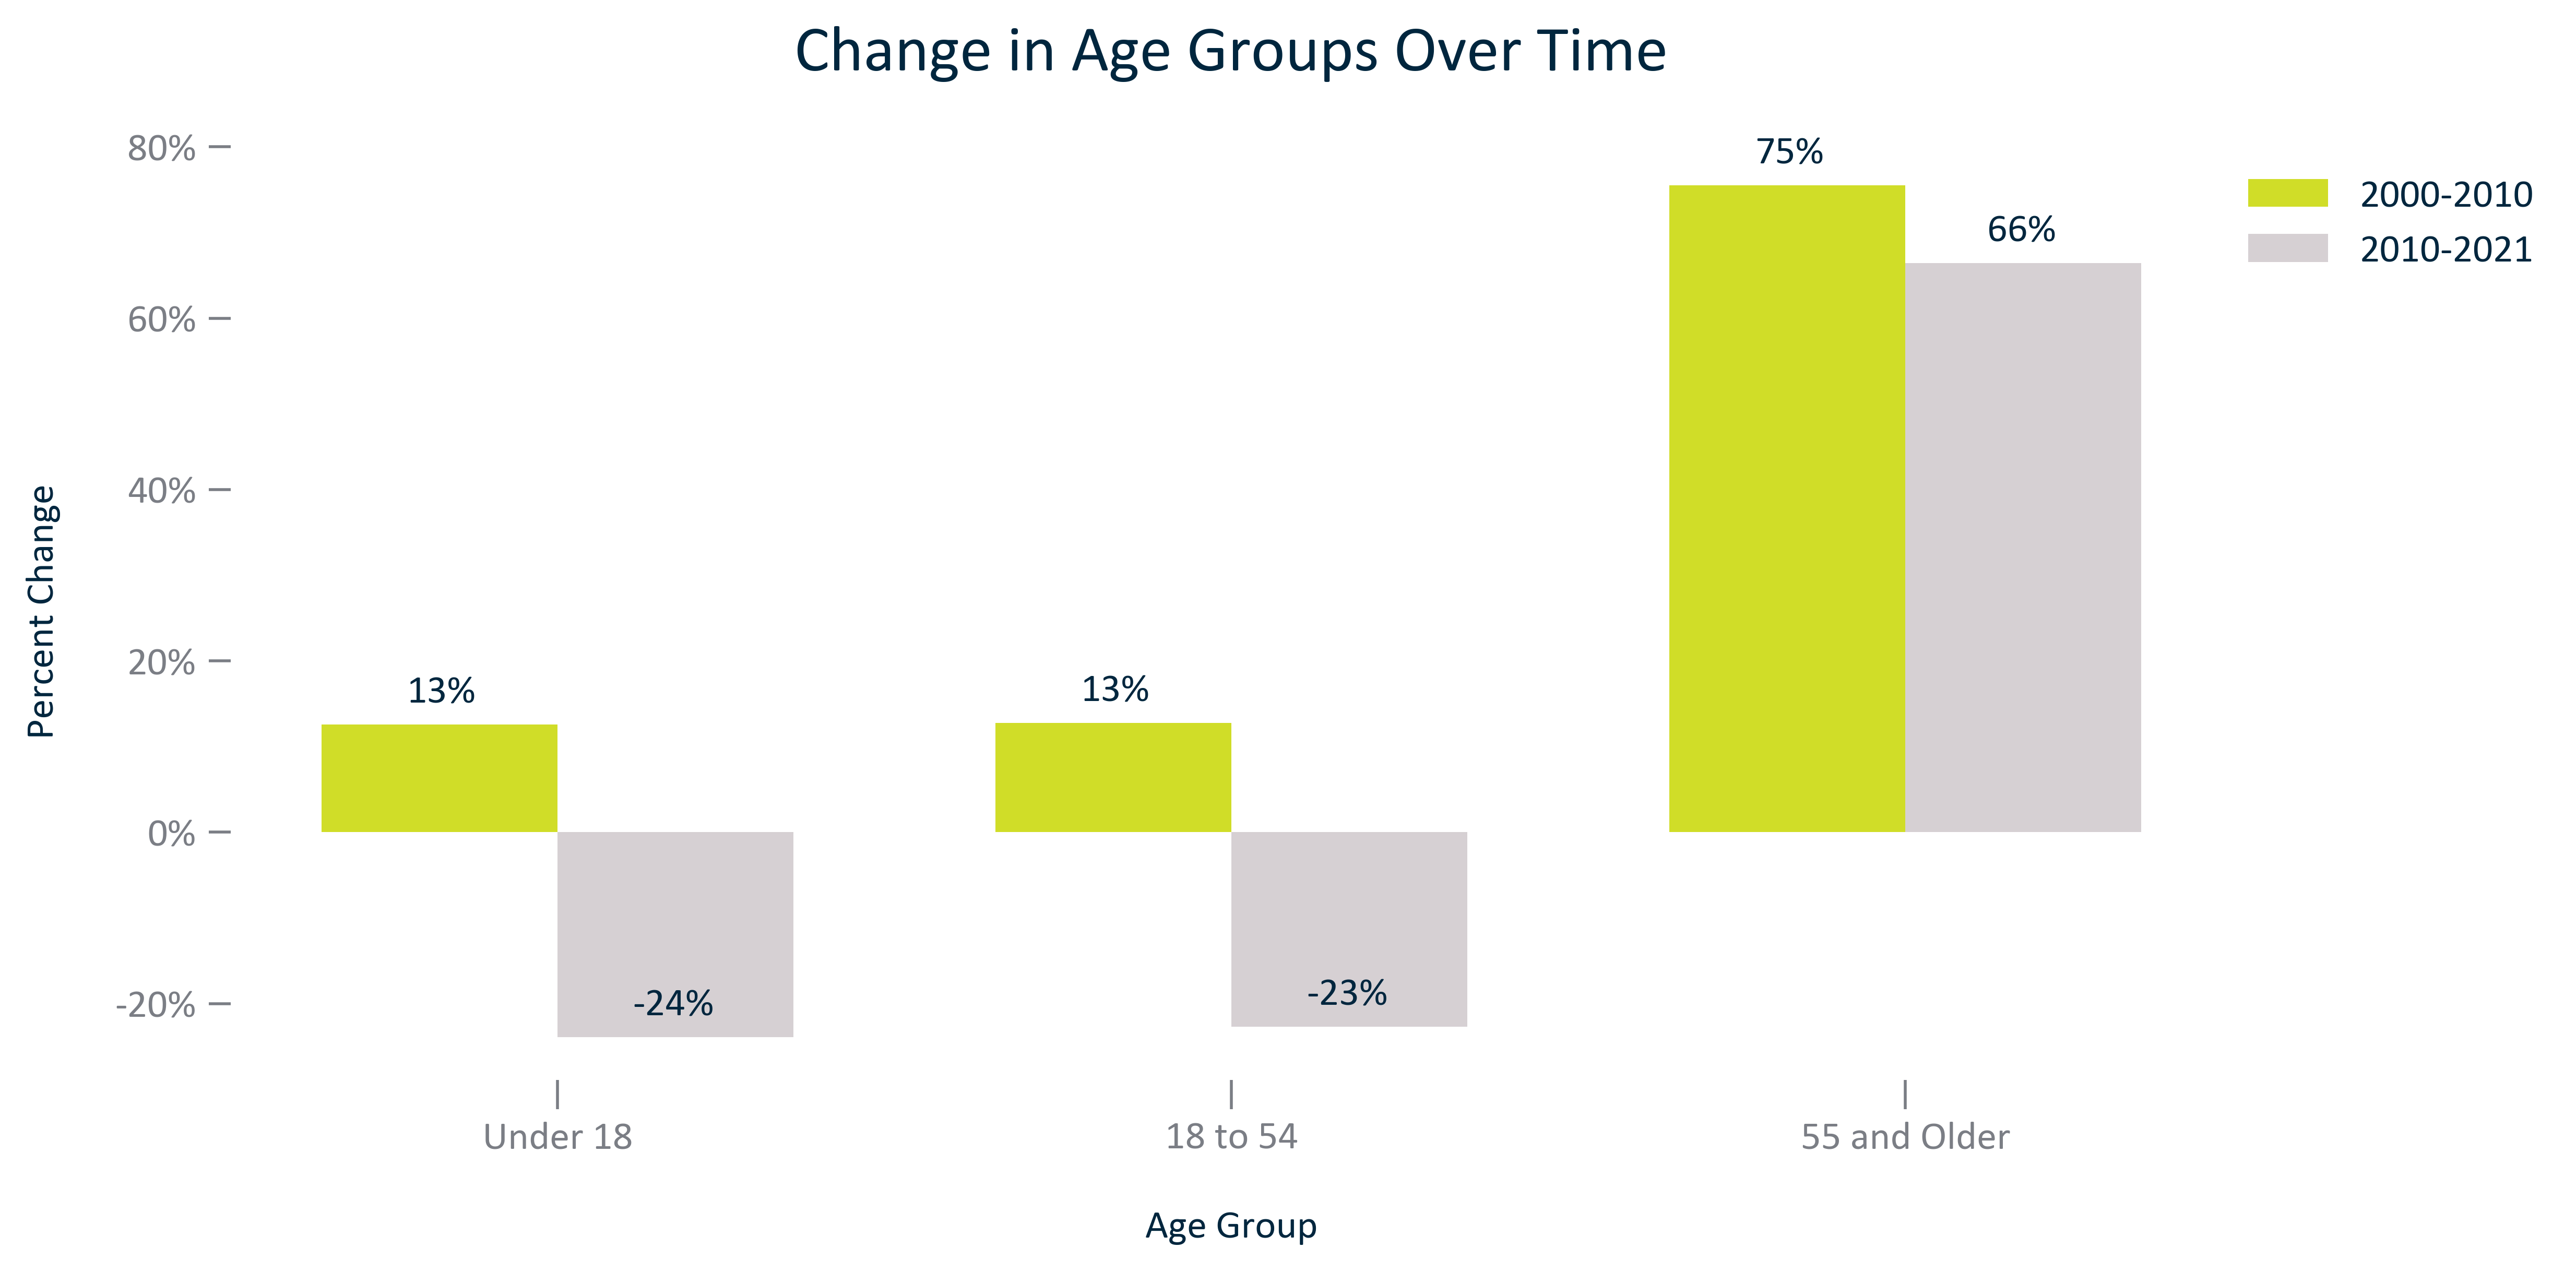 Change in Age Groups Over Time
80%
60%
40%
20%
0%
-20%
Percent Change
13%
-24%
13%
-23%
75%
66%
2000-2010
2010-2021
Under 18
18 to 54
55 and Older
Age Group